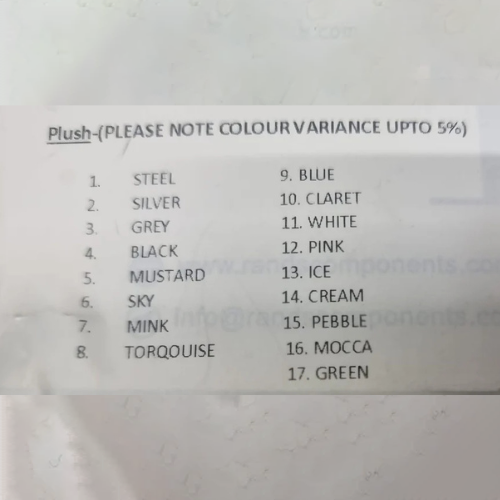 Plush-(PLEASE NOTE COLOUR VARIANCE UPTO 5%)
1. STEEL
2. SILVER
3. GREY
4. BLACK
5. MUSTARD
6. SKY
7. MINK
8. TORQOUISE
9. BLUE
10. CLARET
11. WHITE
12. PINK
13. ICE
14. CREAM
15. PEBBLE
16. MOCCA
17. GREEN